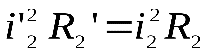 i'₂² R₂' = i₂² R₂